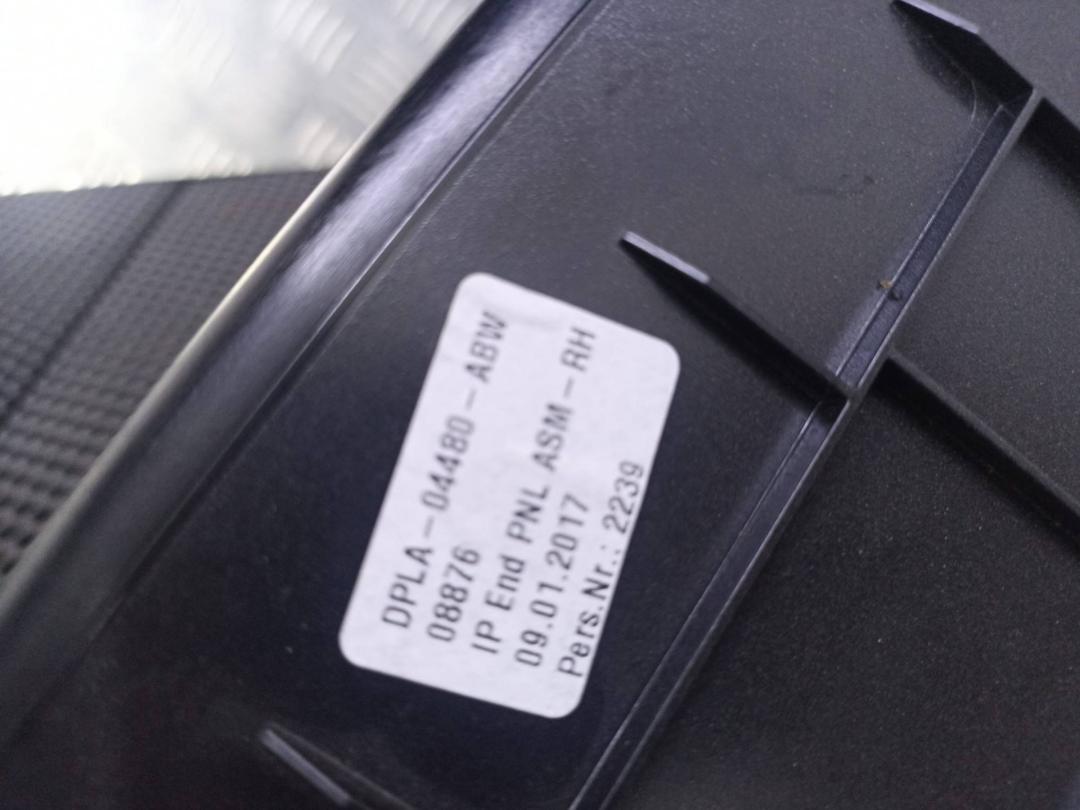 DPLA-04480-ABW
08876
IP End PNL ASM-RH
09.01.2017
Pers.Nr.: 2239